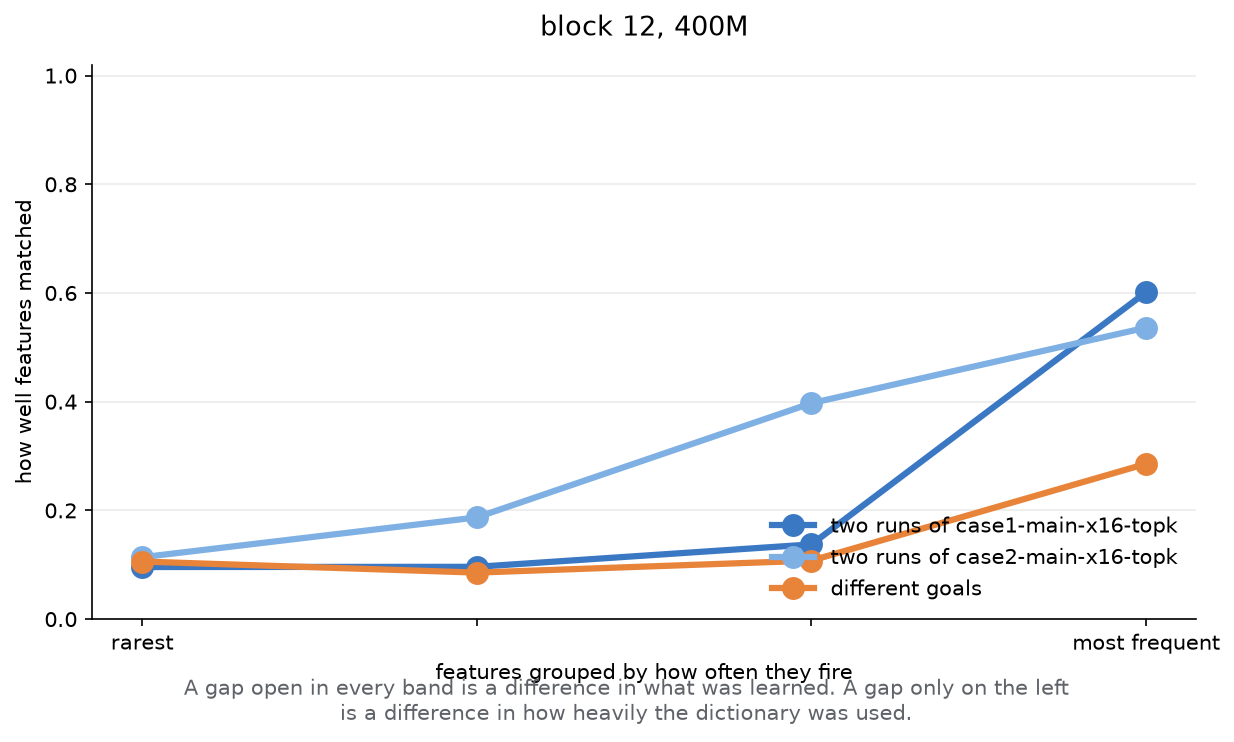 block 12, 400M
how well features matched
1.0
0.8
0.6
0.4
0.2
0.0
two runs of case1-main-x16-topk
two runs of case2-main-x16-topk
different goals
rarest
most frequent
features grouped by how often they fire
A gap open in every band is a difference in what was learned. A gap only on the left
is a difference in how heavily the dictionary was used.